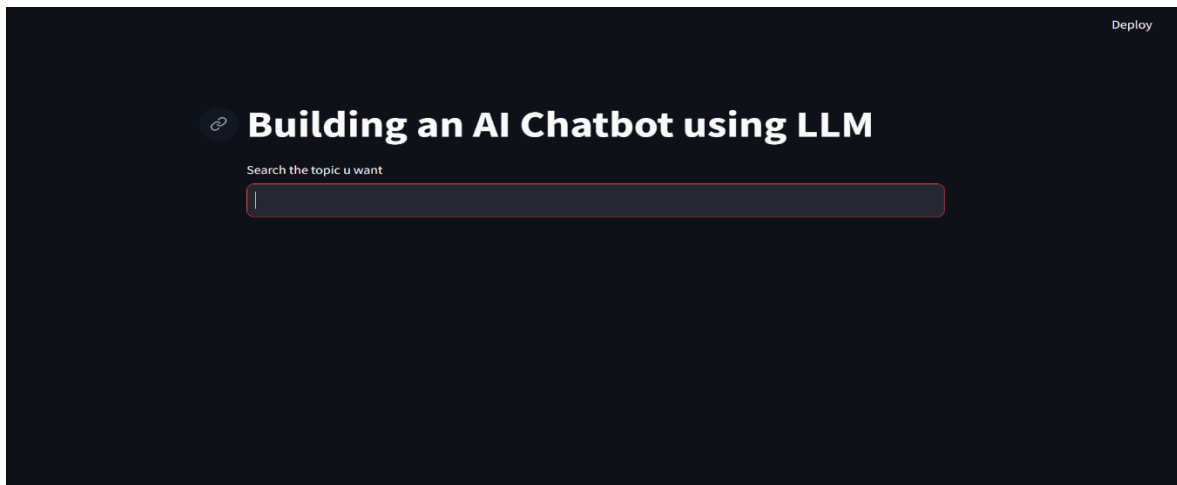 Deploy
Building an AI Chatbot using LLM
Search the topic u want